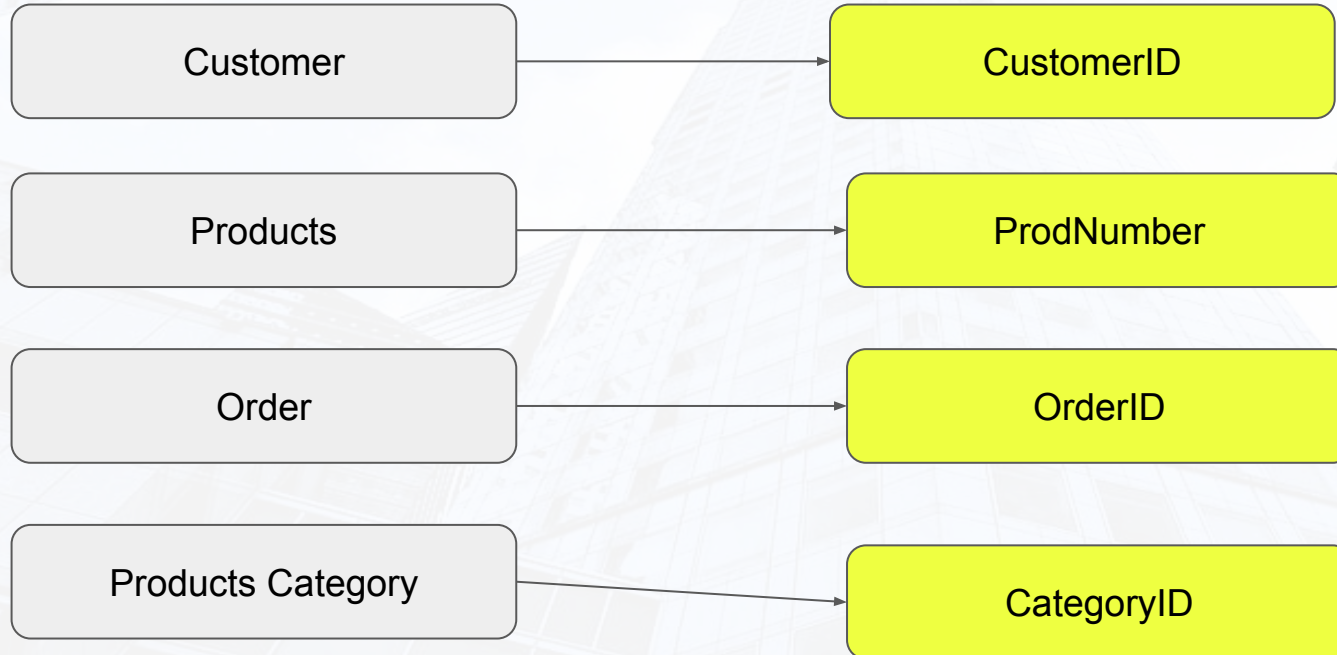 Customer
CustomerID
Products
ProdNumber
Order
OrderID
Products Category
CategoryID